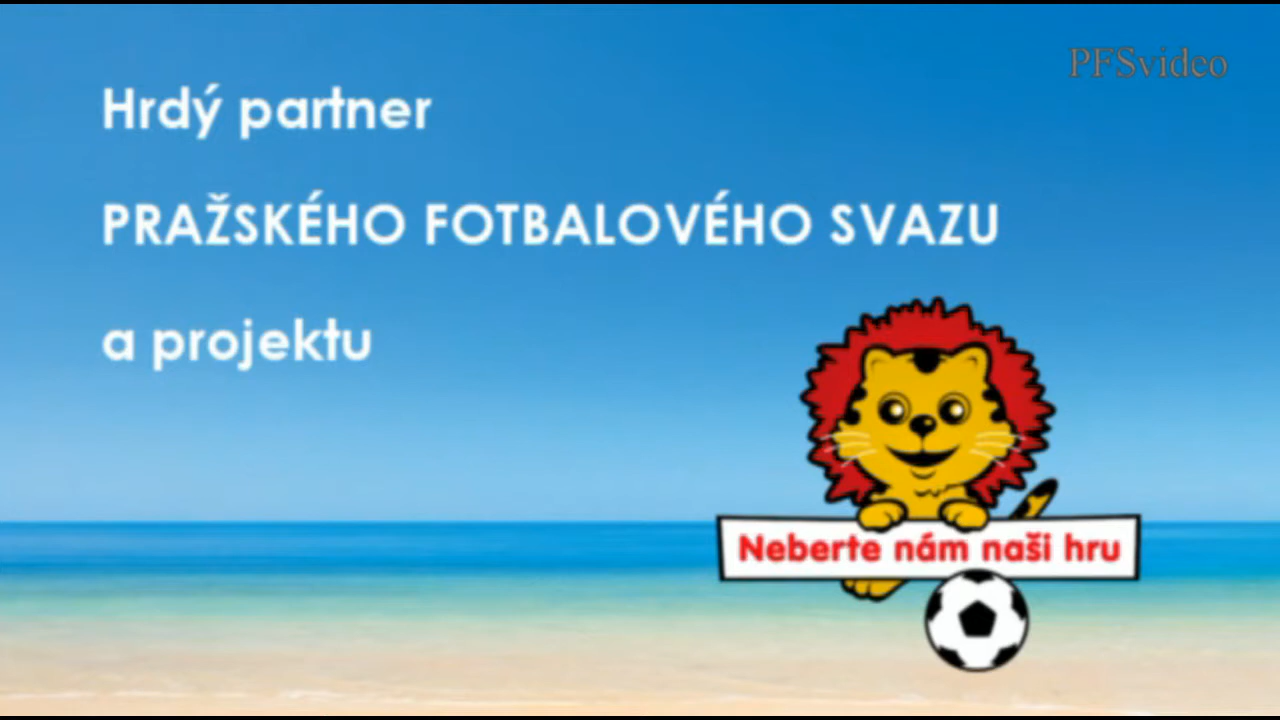 PFSvideo
Hrdý partner
PRAŽSKÉHO FOTBALOVÉHO SVAZU
a projektu
Neberte nám naši hru